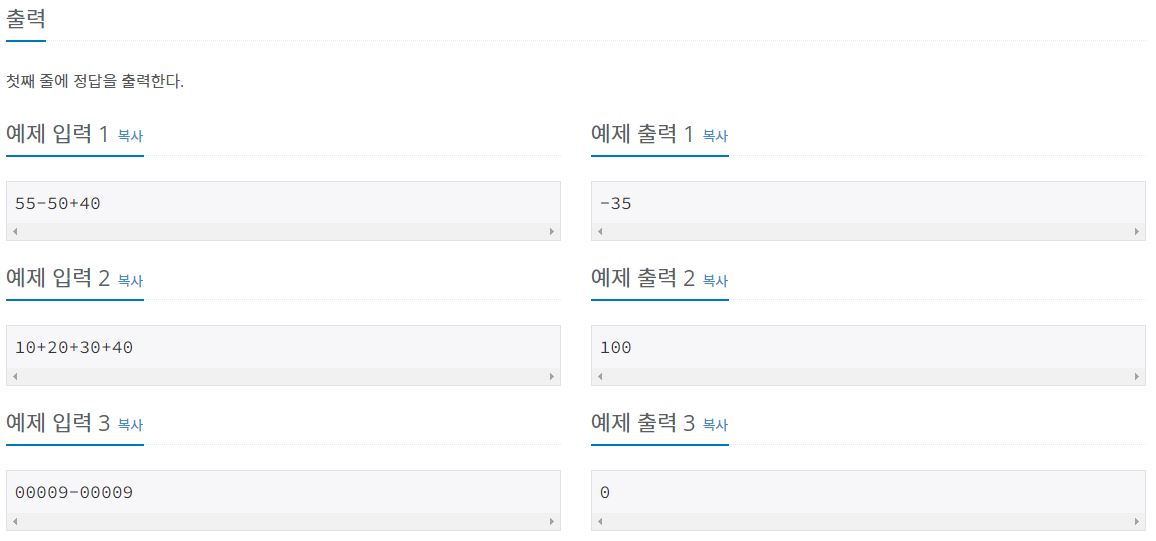 출력
첫째 줄에 정답을 출력한다.
예제 입력 1 복사
예제 출력 1 복사
55-50+40
-35
예제 입력 2 복사
예제 출력 2 복사
10+20+30+40
100
예제 입력 3 복사
예제 출력 3 복사
00009-00009
0